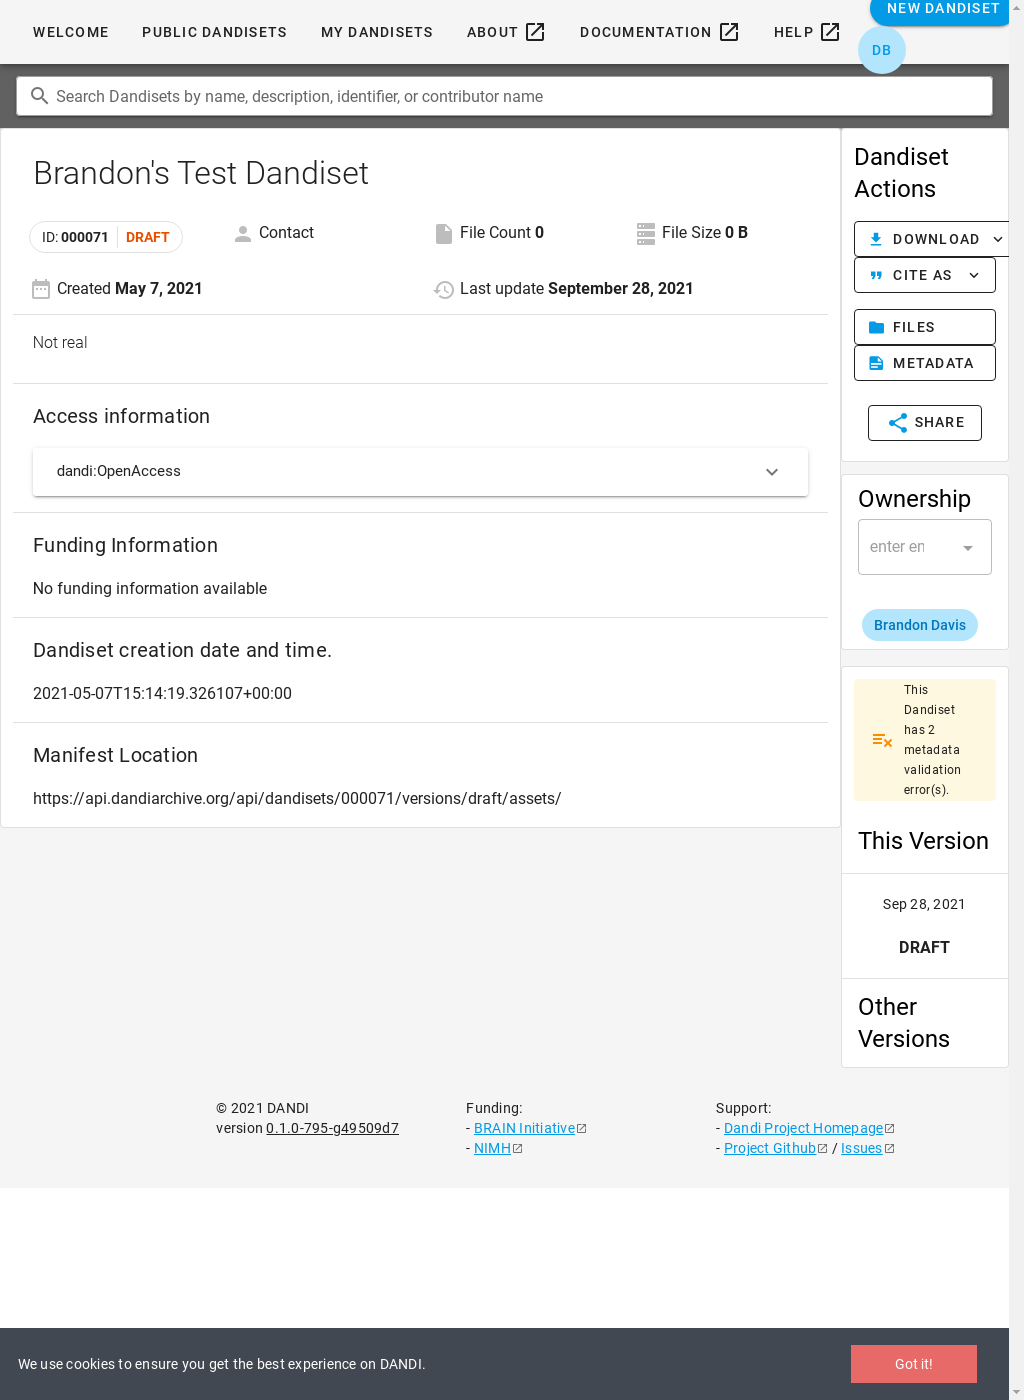 WELCOME PUBLIC DANDISETS MY DANDISETS ABOUT DOCUMENTATION HELP NEW DANDISET
DB
Search Dandisets by name, description, identifier, or contributor name
Brandon's Test Dandiset
ID: 000071 DRAFT Contact File Count 0 File Size 0 B
Created May 7, 2021 Last update September 28, 2021
Not real
Access information
dandi:OpenAccess
Funding Information
No funding information available
Dandiset creation date and time.
2021-05-07T15:14:19.326107+00:00
Manifest Location
https://api.dandiarchive.org/api/dandisets/000071/versions/draft/assets/
Dandiset
Actions
DOWNLOAD
CITE AS
FILES
METADATA
SHARE
Ownership
enter en
Brandon Davis
This
Dandiset
has 2
metadata
validation
error(s).
This Version
Sep 28, 2021
DRAFT
Other
Versions
© 2021 DANDI
version 0.1.0-795-g49509d7
Funding:
- BRAIN Initiative
- NIMH
Support:
- Dandi Project Homepage
- Project Github / Issues
We use cookies to ensure you get the best experience on DANDI.
Got it!